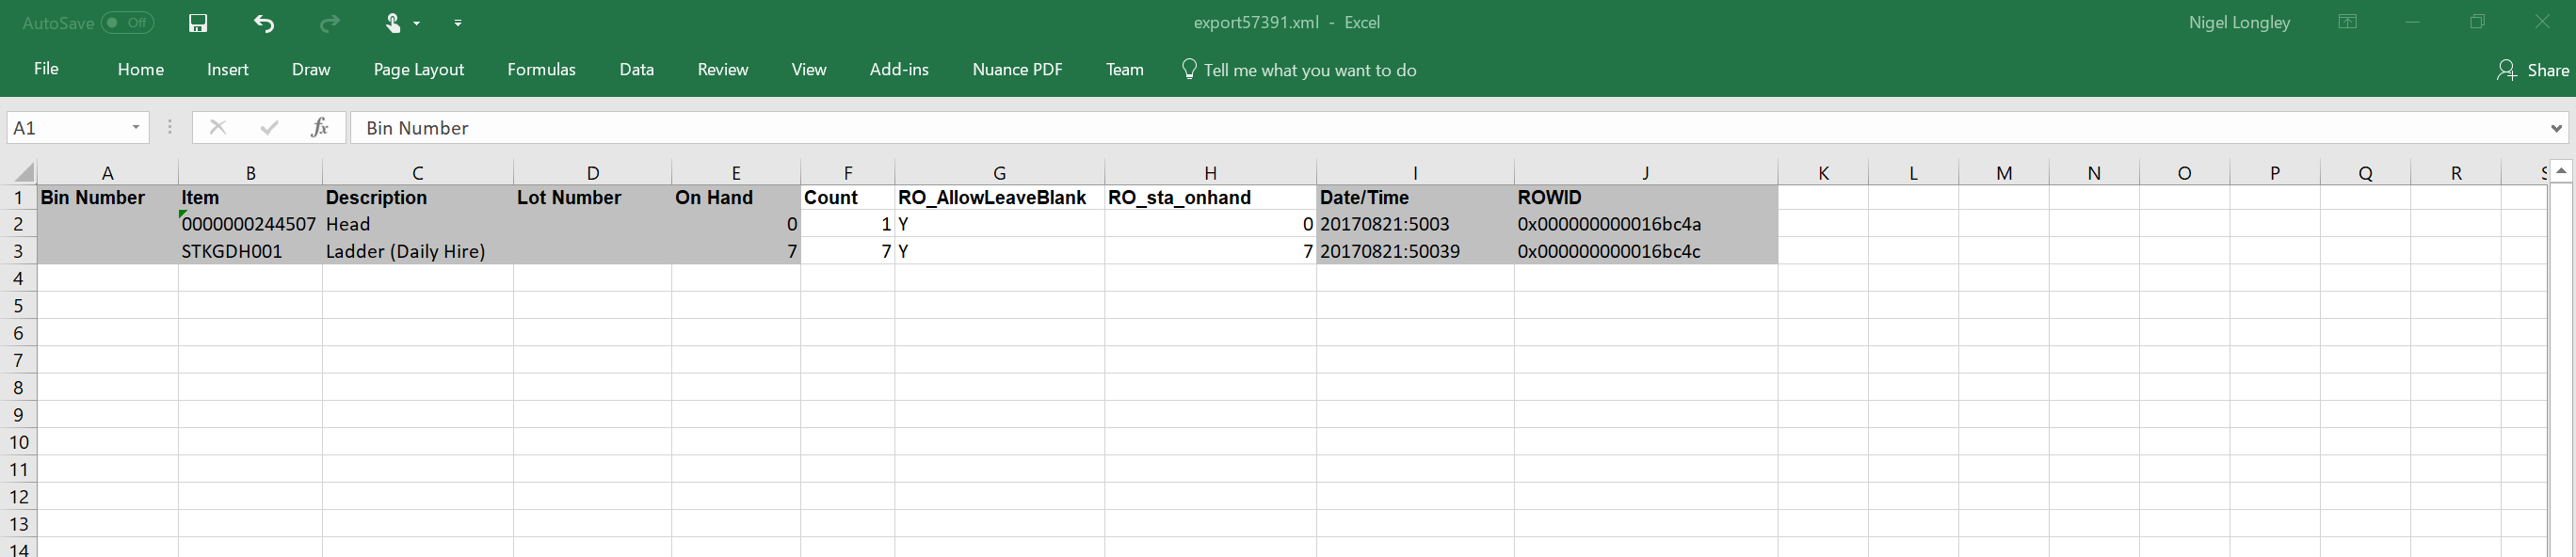 AutoSave Off
export57391.xml - Excel
Nigel Longley
File Home Insert Draw Page Layout Formulas Data Review View Add-ins Nuance PDF Team Tell me what you want to do Share
A1 fx Bin Number
A B C D E F G H I J K L M N O P Q R S
1 Bin Number Item Description Lot Number On Hand Count RO_AllowLeaveBlank RO_sta_onhand Date/Time ROWID
2 0000000244507 Head 0 1 Y 0 20170821:5003 0x000000000016bc4a
3 STKGDH001 Ladder (Daily Hire) 7 7 Y 7 20170821:50039 0x000000000016bc4c
4
5
6
7
8
9
10
11
12
13
14